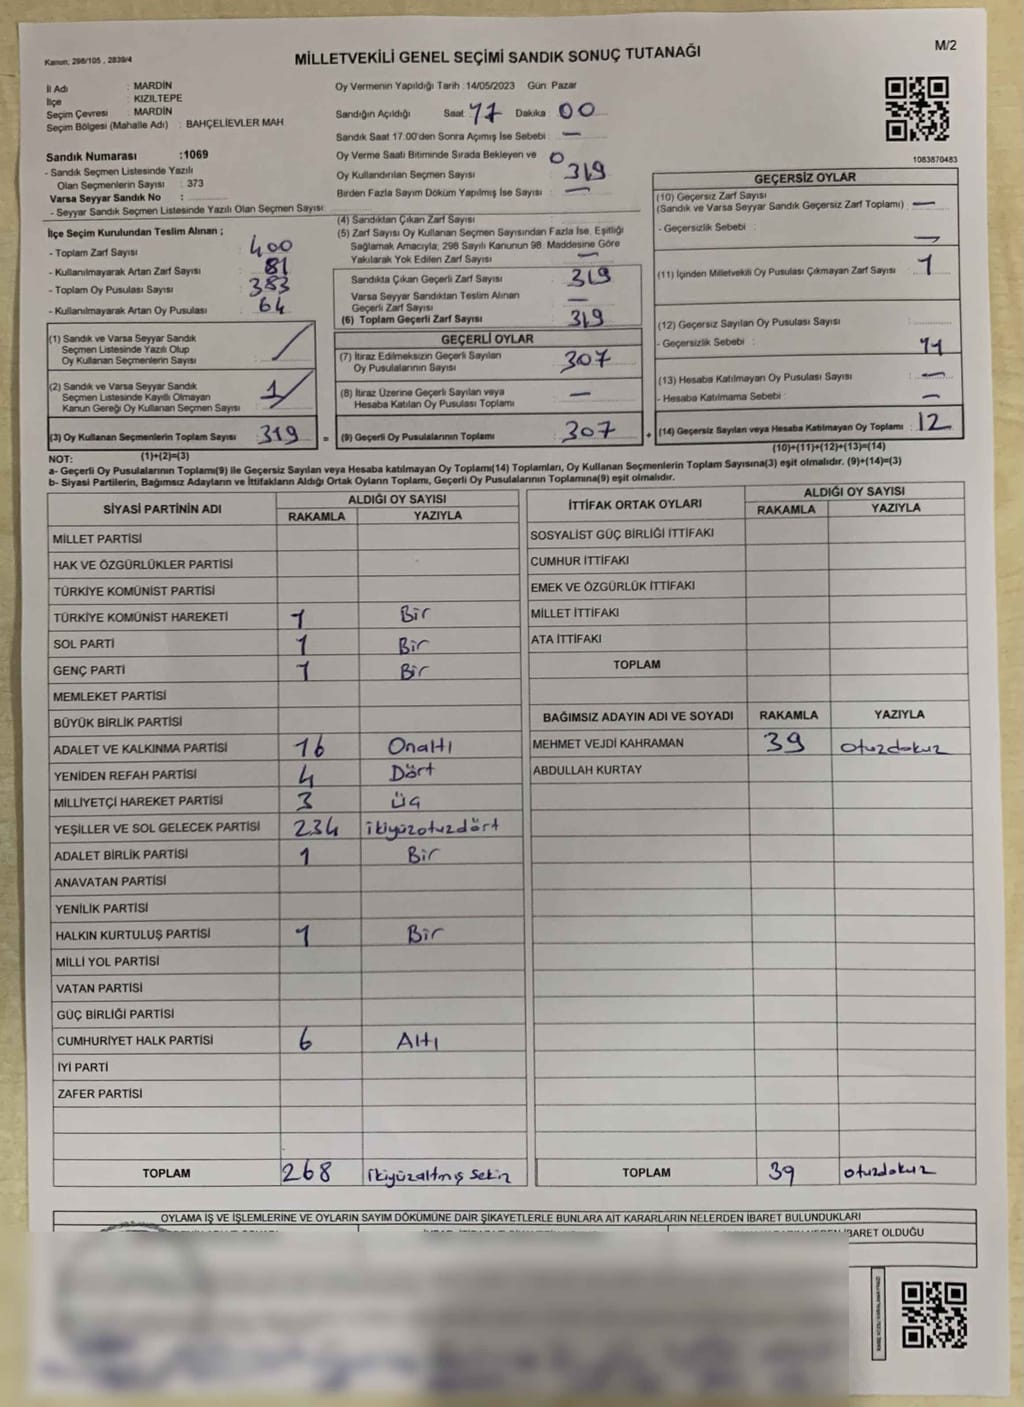 Kanun, 298/105 , 2839/4
MİLLETVEKİLİ GENEL SEÇİMİ SANDIK SONUÇ TUTANAĞI
M/2
İl Adı : MARDİN
İlçe : KIZILTEPE
Seçim Çevresi : MARDİN
Seçim Bölgesi (Mahalle Adı) : BAHÇELİEVLER MAH
Sandık Numarası :1069
- Sandık Seçmen Listesinde Yazılı
Olan Seçmenlerin Sayısı : 373
Varsa Seyyar Sandık No :
- Seyyar Sandık Seçmen Listesinde Yazılı Olan Seçmen Sayısı:
İlçe Seçim Kurulundan Teslim Alınan ;
- Toplam Zarf Sayısı 400
- Kullanılmayarak Artan Zarf Sayısı 81
- Toplam Oy Pusulası Sayısı 383
- Kullanılmayarak Artan Oy Pusulası 64
Oy Vermenin Yapıldığı Tarih :14/05/2023 Gün: Pazar
Sandığın Açıldığı Saat 17 Dakika : 00
Sandık Saat 17.00'den Sonra Açımış İse Sebebi : —
Oy Verme Saati Bitiminde Sırada Bekleyen ve 0
Oy Kullandırılan Seçmen Sayısı : 319
Birden Fazla Sayım Döküm Yapılmış İse Sayısı : —
(4) Sandıktan Çıkan Zarf Sayısı :
(5) Zarf Sayısı Oy Kullanan Seçmen Sayısından Fazla İse, Eşitliği
Sağlamak Amacıyla; 298 Sayılı Kanunun 98. Maddesine Göre
Yakılarak Yok Edilen Zarf Sayısı : —
Sandıkta Çıkan Geçerli Zarf Sayısı : 319
Varsa Seyyar Sandıktan Teslim Alınan
Geçerli Zarf Sayısı : —
(6) Toplam Geçerli Zarf Sayısı : 319
1083870483
GEÇERSİZ OYLAR
(10) Geçersiz Zarf Sayısı
(Sandık ve Varsa Seyyar Sandık Geçersiz Zarf Toplamı) : —
- Geçersizlik Sebebi : —
(11) İçinden Milletvekili Oy Pusulası Çıkmayan Zarf Sayısı : 1
(12) Geçersiz Sayılan Oy Pusulası Sayısı :
- Geçersizlik Sebebi : 11
(13) Hesaba Katılmayan Oy Pusulası Sayısı : —
- Hesaba Katılmama Sebebi : —
(14) Geçersiz Sayılan veya Hesaba Katılmayan Oy Toplamı : 12
(10)+(11)+(12)+(13)=(14)
(1) Sandık ve Varsa Seyyar Sandık
Seçmen Listesinde Yazılı Olup
Oy Kullanan Seçmenlerin Sayısı : /
(2) Sandık ve Varsa Seyyar Sandık
Seçmen Listesinde Kayıtlı Olmayan
Kanun Gereği Oy Kullanan Seçmen Sayısı : 1/
(3) Oy Kullanan Seçmenlerin Toplam Sayısı : 319 =
(1)+(2)=(3)
GEÇERLİ OYLAR
(7) İtiraz Edilmeksizin Geçerli Sayılan
Oy Pusulalarının Sayısı : 307
(8) İtiraz Üzerine Geçerli Sayılan veya
Hesaba Katılan Oy Pusulası Toplamı : —
(9) Geçerli Oy Pusulalarının Toplamı : 307 +
NOT:
a- Geçerli Oy Pusulalarının Toplamı(9) ile Geçersiz Sayılan veya Hesaba katılmayan Oy Toplamı(14) Toplamları, Oy Kullanan Seçmenlerin Toplam Sayısına(3) eşit olmalıdır. (9)+(14)=(3)
b- Siyasi Partilerin, Bağımsız Adayların ve İttifakların Aldığı Ortak Oyların Toplamı, Geçerli Oy Pusulalarının Toplamına(9) eşit olmalıdır.
SİYASİ PARTİNİN ADI ALDIĞI OY SAYISI
RAKAMLA YAZIYLA
MİLLET PARTİSİ
HAK VE ÖZGÜRLÜKLER PARTİSİ
TÜRKİYE KOMÜNİST PARTİSİ
TÜRKİYE KOMÜNİST HAREKETİ 1 Bir
SOL PARTİ 1 Bir
GENÇ PARTİ 1 Bir
MEMLEKET PARTİSİ
BÜYÜK BİRLİK PARTİSİ
ADALET VE KALKINMA PARTİSİ 16 Onaltı
YENİDEN REFAH PARTİSİ 4 Dört
MİLLİYETÇİ HAREKET PARTİSİ 3 üç
YEŞİLLER VE SOL GELECEK PARTİSİ 234 ikiyüzotuzdört
ADALET BİRLİK PARTİSİ 1 Bir
ANAVATAN PARTİSİ
YENİLİK PARTİSİ
HALKIN KURTULUŞ PARTİSİ 1 Bir
MİLLİ YOL PARTİSİ
VATAN PARTİSİ
GÜÇ BİRLİĞİ PARTİSİ
CUMHURİYET HALK PARTİSİ 6 Altı
İYİ PARTİ
ZAFER PARTİSİ
TOPLAM 268 ikiyüzaltmış sekiz
İTTİFAK ORTAK OYLARI ALDIĞI OY SAYISI
RAKAMLA YAZIYLA
SOSYALİST GÜÇ BİRLİĞİ İTTİFAKI
CUMHUR İTTİFAKI
EMEK VE ÖZGÜRLÜK İTTİFAKI
MİLLET İTTİFAKI
ATA İTTİFAKI
TOPLAM
BAĞIMSIZ ADAYIN ADI VE SOYADI RAKAMLA YAZIYLA
MEHMET VEJDİ KAHRAMAN 39 otuzdokuz
ABDULLAH KURTAY
TOPLAM 39 otuzdokuz
OYLAMA İŞ VE İŞLEMLERİNE VE OYLARIN SAYIM DÖKÜMÜNE DAİR ŞİKAYETLERLE BUNLARA AİT KARARLARIN NELERDEN İBARET BULUNDUKLARI
İBARET OLDUĞU